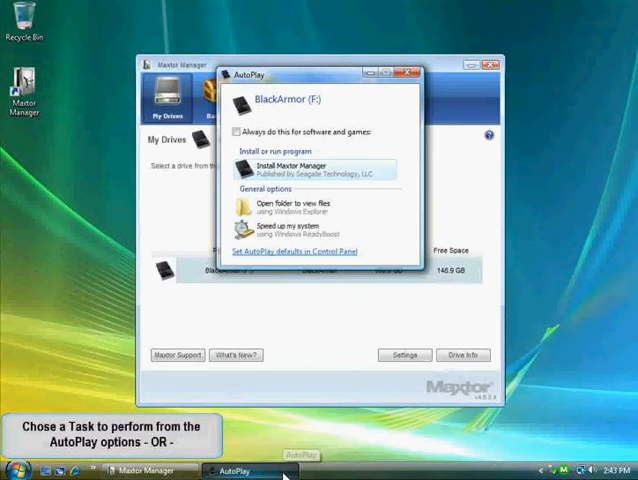 Recycle Bin
Maxtor
Manager
Maxtor Manager
My Drives
My Drives
Select a drive from
AutoPlay
BlackArmor (F:)
Always do this for software and games:
Install or run program
Install Maxtor Manager
Published by Seagate Technology, LLC
General options
Open folder to view files
using Windows Explorer
Speed up my system
using Windows ReadyBoost
Set AutoPlay defaults in Control Panel
Free Space
148.9 GB
Maxtor Support
What's New?
Settings
Drive Info
Maxtor
Chose a Task to perform from the
AutoPlay options - OR -
AutoPlay
Maxtor Manager
AutoPlay
2:43 PM